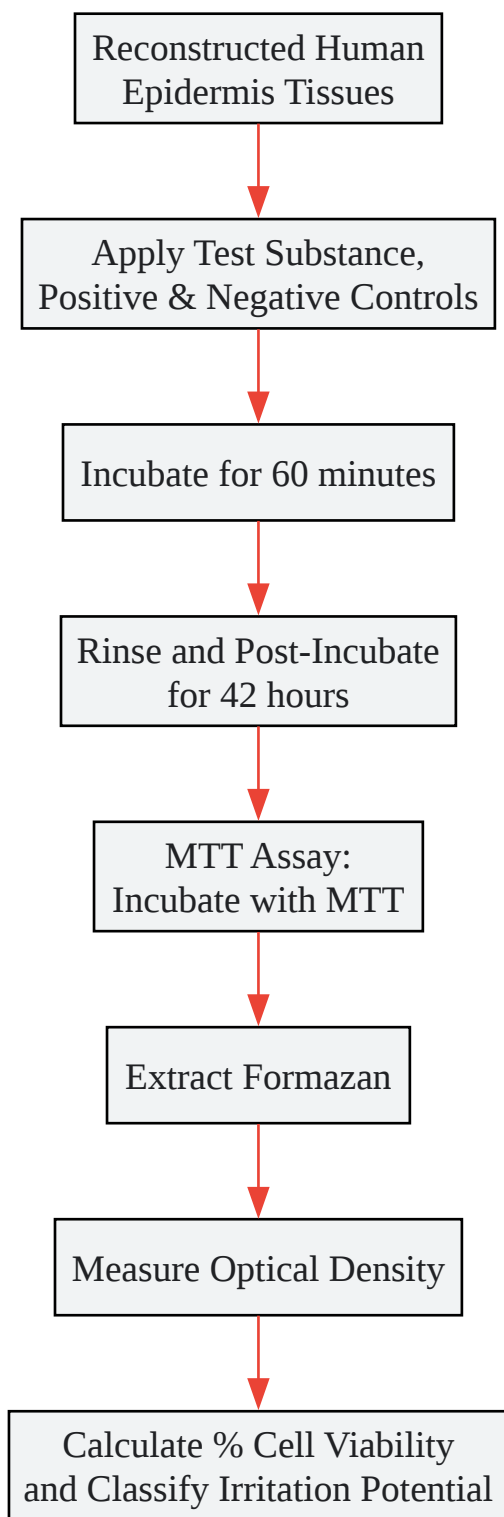 Reconstructed Human
Epidermis Tissues
Apply Test Substance,
Positive & Negative Controls
Incubate for 60 minutes
Rinse and Post-Incubate
for 42 hours
MTT Assay:
Incubate with MTT
Extract Formazan
Measure Optical Density
Calculate % Cell Viability
and Classify Irritation Potential